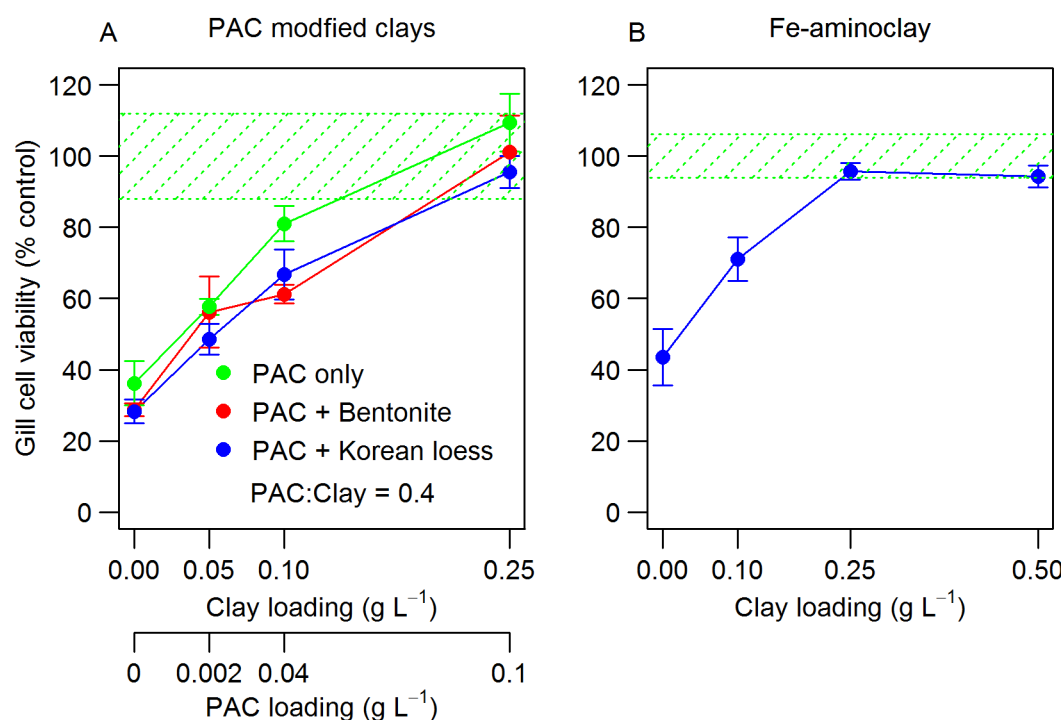 A PAC modfied clays
B Fe-aminoclay
Gill cell viability (% control)
120
100
80
60
40
20
0
PAC only
PAC + Bentonite
PAC + Korean loess
PAC:Clay = 0.4
0.00 0.05 0.10 0.25
Clay loading (g L⁻¹)
0 0.002 0.04 0.1
PAC loading (g L⁻¹)
120
100
80
60
40
20
0
0.00 0.10 0.25 0.50
Clay loading (g L⁻¹)